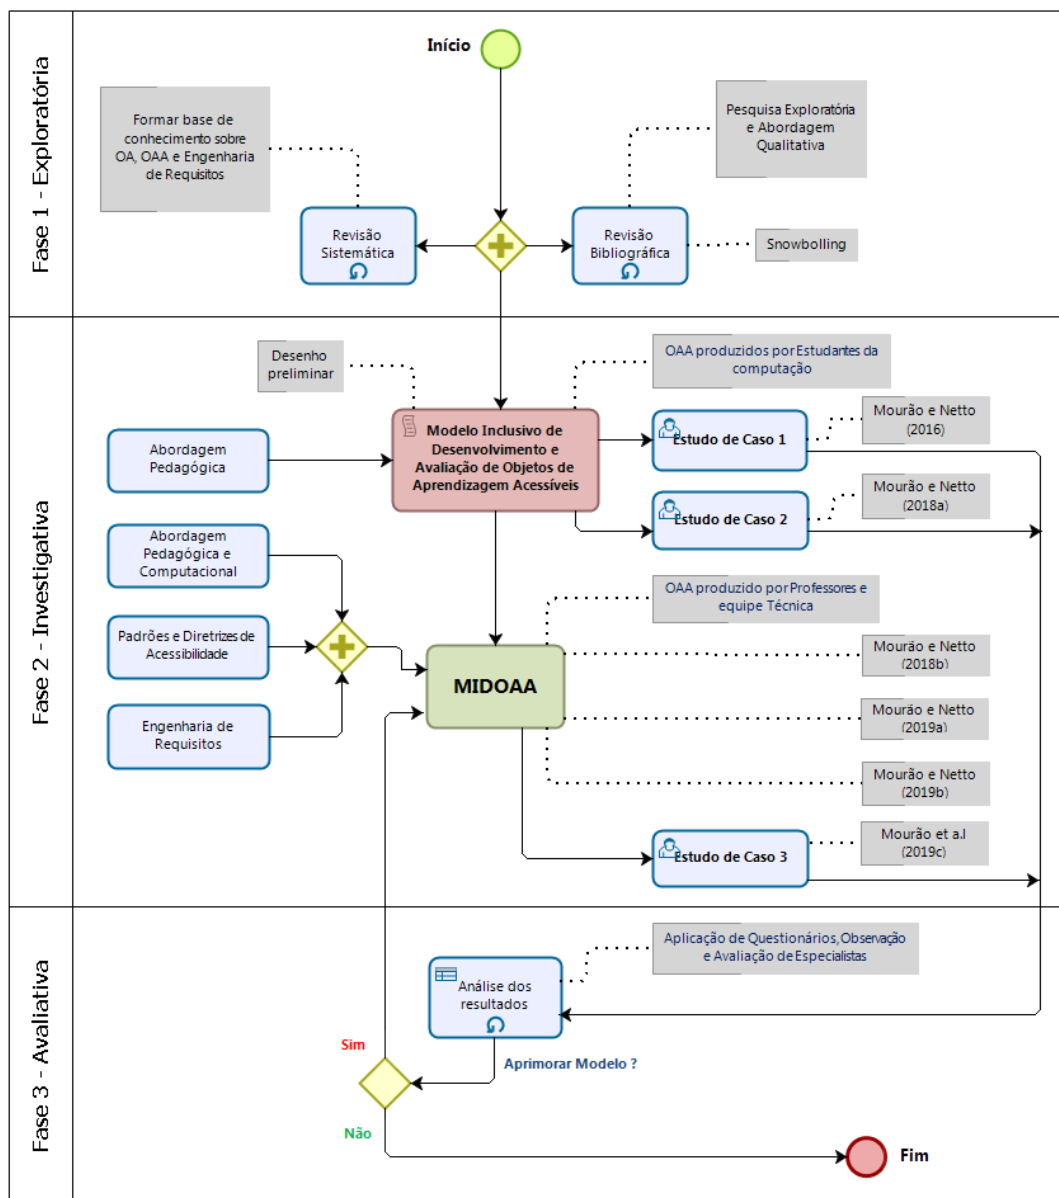 Fase 1 - Exploratória
Início
Formar base de
conhecimento sobre
OA, OAA e Engenharia
de Requisitos
Pesquisa Exploratória
e Abordagem
Qualitativa
Revisão
Sistemática
Revisão
Bibliográfica
Snowbolling
Fase 2 - Investigativa
Desenho
preliminar
OAA produzidos por Estudantes da
computação
Modelo Inclusivo de
Desenvolvimento e
Avaliação de Objetos de
Aprendizagem Acessíveis
Abordagem
Pedagógica
Estudo de Caso 1
Mourão e Netto
(2016)
Estudo de Caso 2
Mourão e Netto
(2018a)
Abordagem
Pedagógica e
Computacional
Padrões e Diretrizes de
Acessibilidade
Engenharia de
Requisitos
MIDOAA
OAA produzido por Professores e
equipe Técnica
Mourão e Netto
(2018b)
Mourão e Netto
(2019a)
Mourão e Netto
(2019b)
Estudo de Caso 3
Mourão et a.l
(2019c)
Fase 3 - Avaliativa
Aplicação de Questionários, Observação
e Avaliação de Especialistas
Análise dos
resultados
Sim
Aprimorar Modelo ?
Não
Fim